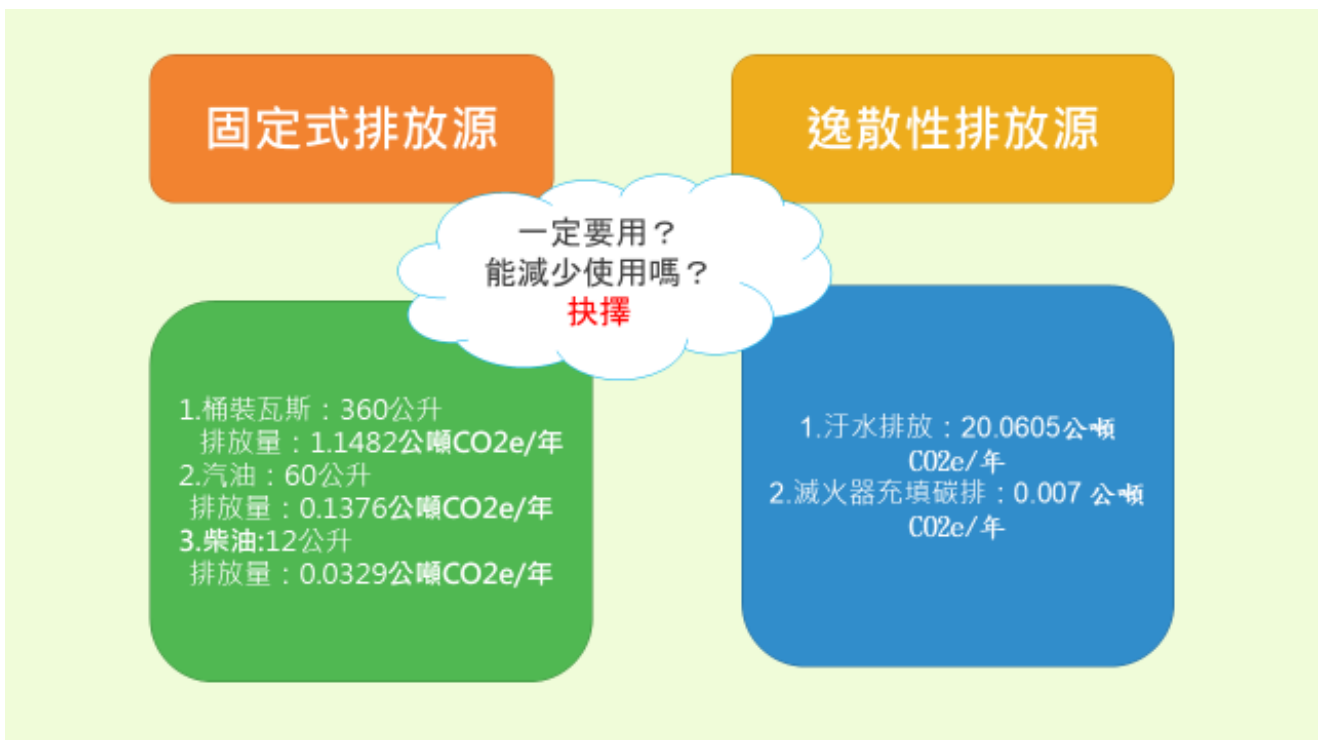 固定式排放源
逸散性排放源
一定要用？
能減少使用嗎？
抉擇
1.桶裝瓦斯：360公升
排放量：1.1482公噸CO2e/年
2.汽油：60公升
排放量：0.1376公噸CO2e/年
3.柴油:12公升
排放量：0.0329公噸CO2e/年
1.汙水排放：20.0605公噸
CO2e/年
2.滅火器充填碳排：0.007 公噸
CO2e/年